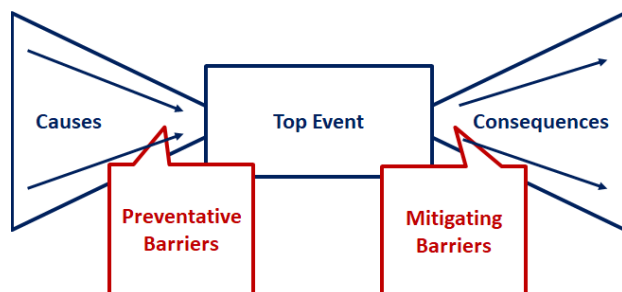 Causes
Top Event
Consequences
Preventative
Barriers
Mitigating
Barriers